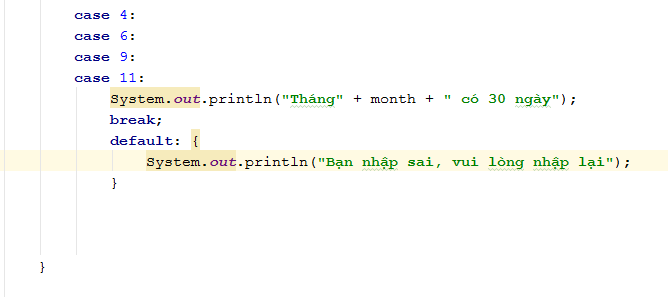 case 4:
case 6:
case 9:
case 11:
System.out.println("Tháng" + month + " có 30 ngày");
break;
default: {
System.out.println("Bạn nhập sai, vui lòng nhập lại");
}
}